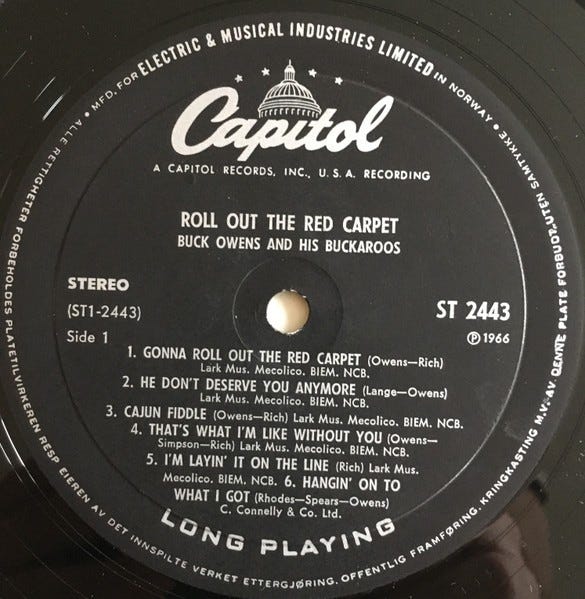 MFD. FOR ELECTRIC & MUSICAL INDUSTRIES LIMITED IN NORWAY •
Capitol
A CAPITOL RECORDS, INC., U.S.A. RECORDING
ROLL OUT THE RED CARPET
BUCK OWENS AND HIS BUCKAROOS
STEREO
(ST1-2443)
Side 1
ST 2443
Ⓟ1966
1. GONNA ROLL OUT THE RED CARPET (Owens—Rich)
Lark Mus. Mecolico. BIEM. NCB.
2. HE DON'T DESERVE YOU ANYMORE (Lange—Owens)
Lark Mus. Mecolico. BIEM. NCB.
3. CAJUN FIDDLE (Owens—Rich) Lark Mus. Mecolico. BIEM. NCB.
4. THAT'S WHAT I'M LIKE WITHOUT YOU (Owens—
Simpson—Rich) Lark Mus. Mecolico. BIEM. NCB.
5. I'M LAYIN' IT ON THE LINE (Rich) Lark Mus.
Mecolico. BIEM. NCB. 6. HANGIN' ON TO
WHAT I GOT (Rhodes—Spears—Owens)
C. Connelly & Co. Ltd.
LONG PLAYING
• ALLE RETTIGHETER FORBEHOLDES PLATETILVIRKEREN RESP EIEREN AV DET INNSPILTE VERKET ETTERGJØRING. OFFENTLIG FRAMFØRING. KRINGKASTING M.V. AV DENNE PLATE FORBUDT UTEN SAMTYKKE •